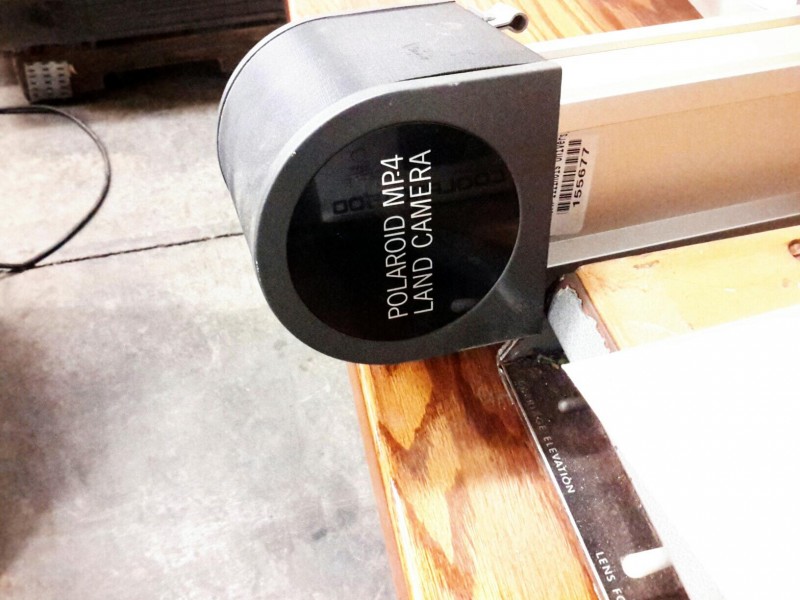 POLAROID MP-4
LAND CAMERA
155677
ELEVATION
LENS